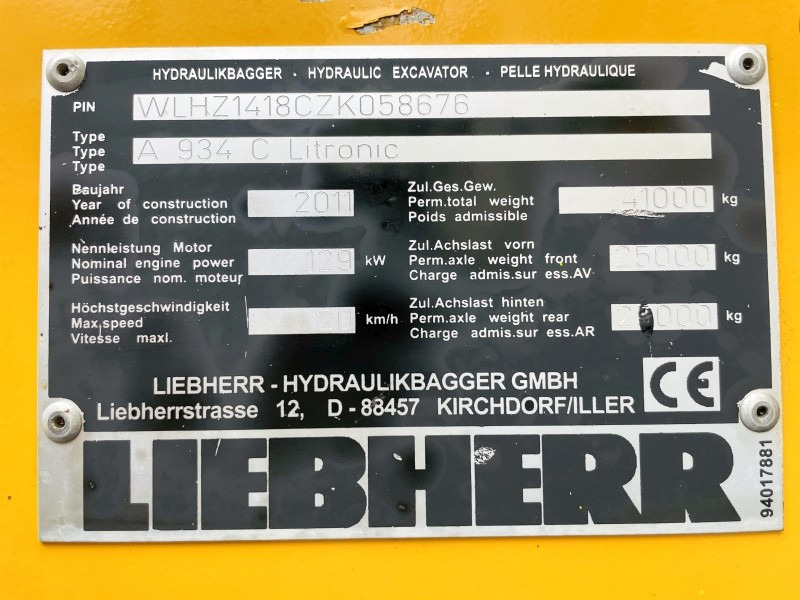 HYDRAULIKBAGGER - HYDRAULIC EXCAVATOR - PELLE HYDRAULIQUE
PIN WLHZ1418CZK058676
Type
Type A 934 C Litronic
Type
Baujahr
Year of construction 2011
Année de construction
Zul.Ges.Gew.
Perm.total weight 41000 kg
Poids admissible
Nennleistung Motor
Nominal engine power 129 kW
Puissance nom. moteur
Zul.Achslast vorn
Perm.axle weight front 25000 kg
Charge admis.sur ess.AV
Höchstgeschwindigkeit
Max.speed 20 km/h
Vitesse maxl.
Zul.Achslast hinten
Perm.axle weight rear kg
Charge admis.sur ess.AR
LIEBHERR - HYDRAULIKBAGGER GMBH
Liebherrstrasse 12, D - 88457 KIRCHDORF/ILLER
CE
LIEBHERR
94017881